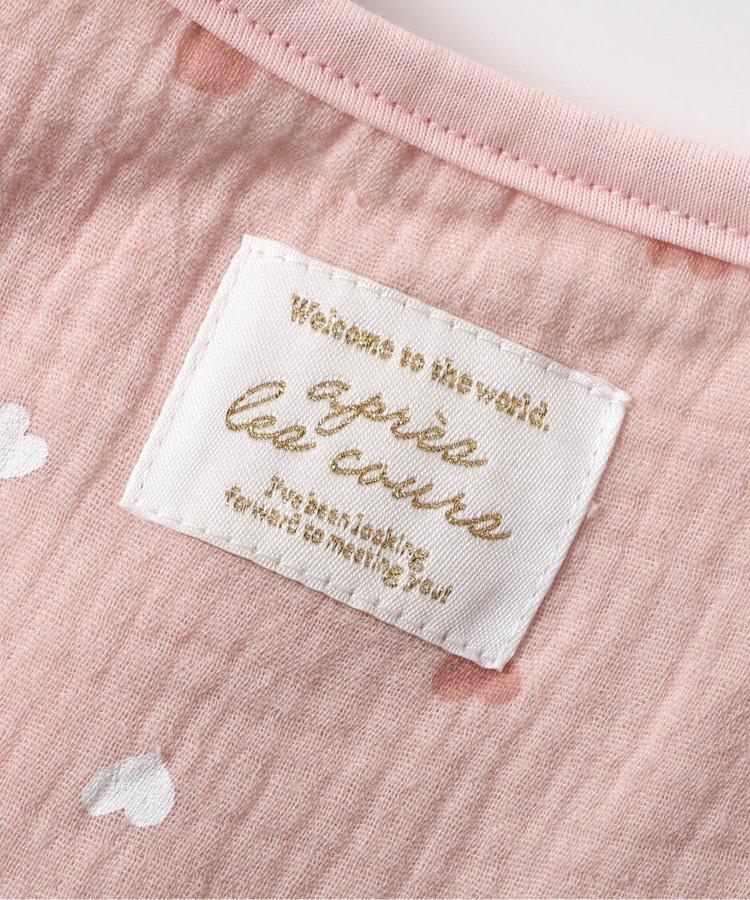 Welcome to the world.
après
les cours
I've been looking
forward to meeting you!